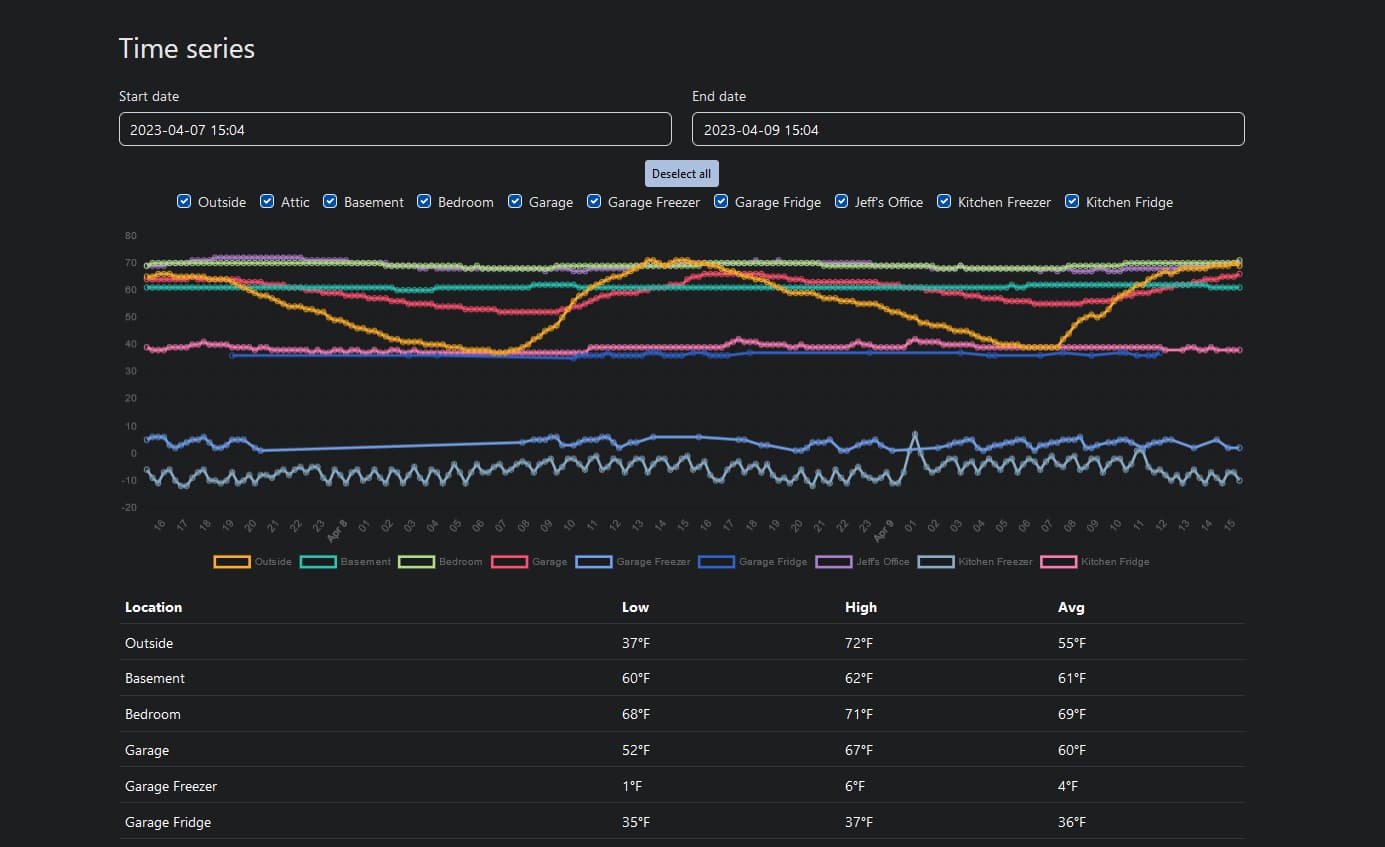 Time series
Start date End date
2023-04-07 15:04 2023-04-09 15:04
Deselect all
Outside Attic Basement Bedroom Garage Garage Freezer Garage Fridge Jeff's Office Kitchen Freezer Kitchen Fridge
80
70
60
50
40
30
20
10
0
-10
-20
16 17 18 19 20 21 22 23 Apr 8 01 02 03 04 05 06 07 08 09 10 11 12 13 14 15 16 17 18 19 20 21 22 23 Apr 9 01 02 03 04 05 06 07 08 09 10 11 12 13 14 15
Outside Basement Bedroom Garage Garage Freezer Garage Fridge Jeff's Office Kitchen Freezer Kitchen Fridge
Location Low High Avg
Outside 37°F 72°F 55°F
Basement 60°F 62°F 61°F
Bedroom 68°F 71°F 69°F
Garage 52°F 67°F 60°F
Garage Freezer 1°F 6°F 4°F
Garage Fridge 35°F 37°F 36°F